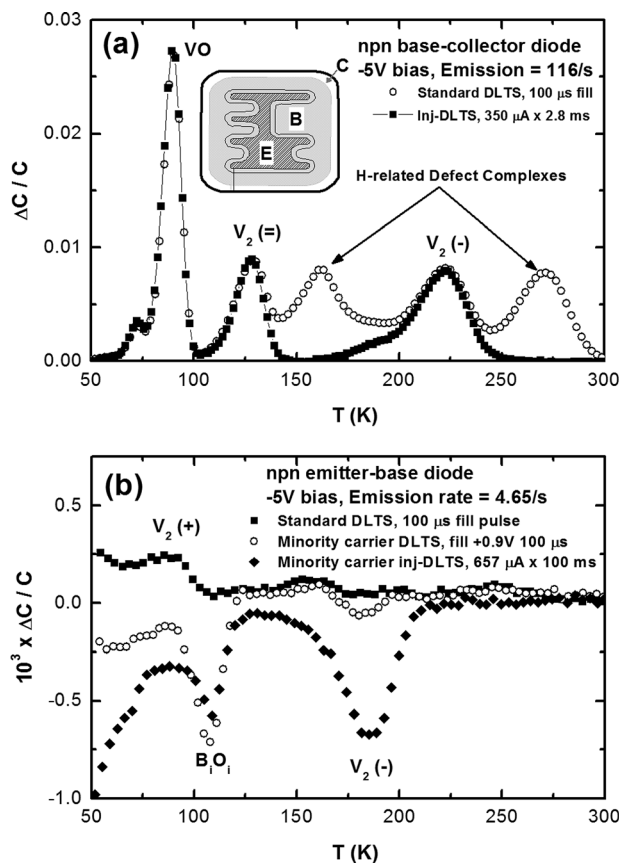 (a)
npn base-collector diode
-5V bias, Emission = 116/s
Standard DLTS, 100 μs fill
Inj-DLTS, 350 μA x 2.8 ms
VO
C
B
E
H-related Defect Complexes
V2 (=)
V2 (-)
ΔC / C
0.03
0.02
0.01
0.00
50 100 150 200 250 300
T (K)
(b)
npn emitter-base diode
-5V bias, Emission rate = 4.65/s
Standard DLTS, 100 μs fill pulse
Minority carrier DLTS, fill +0.9V 100 μs
Minority carrier inj-DLTS, 657 μA x 100 ms
V2 (+)
BiOi
V2 (-)
10³ x ΔC / C
0.5
0.0
-0.5
-1.0
50 100 150 200 250 300
T (K)